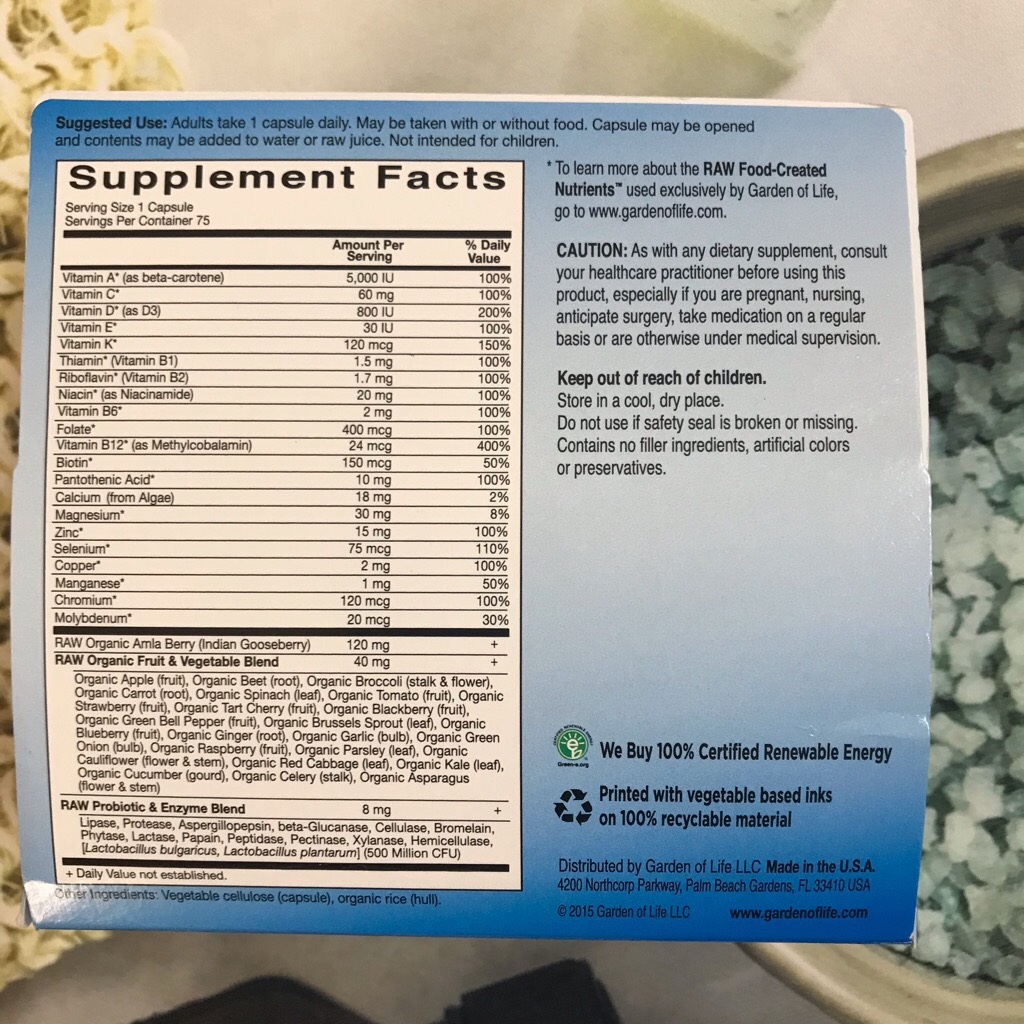 Suggested Use: Adults take 1 capsule daily. May be taken with or without food. Capsule may be opened
and contents may be added to water or raw juice. Not intended for children.
Supplement Facts
Serving Size 1 Capsule
Servings Per Container 75
Amount Per Serving % Daily Value
Vitamin A* (as beta-carotene) 5,000 IU 100%
Vitamin C* 60 mg 100%
Vitamin D* (as D3) 800 IU 200%
Vitamin E* 30 IU 100%
Vitamin K* 120 mcg 150%
Thiamin* (Vitamin B1) 1.5 mg 100%
Riboflavin* (Vitamin B2) 1.7 mg 100%
Niacin* (as Niacinamide) 20 mg 100%
Vitamin B6* 2 mg 100%
Folate* 400 mcg 100%
Vitamin B12* (as Methylcobalamin) 24 mcg 400%
Biotin* 150 mcg 50%
Pantothenic Acid* 10 mg 100%
Calcium (from Algae) 18 mg 2%
Magnesium* 30 mg 8%
Zinc* 15 mg 100%
Selenium* 75 mcg 110%
Copper* 2 mg 100%
Manganese* 1 mg 50%
Chromium* 120 mcg 100%
Molybdenum* 20 mcg 30%
RAW Organic Amla Berry (Indian Gooseberry) 120 mg +
RAW Organic Fruit & Vegetable Blend 40 mg +
Organic Apple (fruit), Organic Beet (root), Organic Broccoli (stalk & flower),
Organic Carrot (root), Organic Spinach (leaf), Organic Tomato (fruit), Organic
Strawberry (fruit), Organic Tart Cherry (fruit), Organic Blackberry (fruit),
Organic Green Bell Pepper (fruit), Organic Brussels Sprout (leaf), Organic
Blueberry (fruit), Organic Ginger (root), Organic Garlic (bulb), Organic Green
Onion (bulb), Organic Raspberry (fruit), Organic Parsley (leaf), Organic
Cauliflower (flower & stem), Organic Red Cabbage (leaf), Organic Kale (leaf),
Organic Cucumber (gourd), Organic Celery (stalk), Organic Asparagus
(flower & stem)
RAW Probiotic & Enzyme Blend 8 mg +
Lipase, Protease, Aspergillopepsin, beta-Glucanase, Cellulase, Bromelain,
Phytase, Lactase, Papain, Peptidase, Pectinase, Xylanase, Hemicellulase,
[Lactobacillus bulgaricus, Lactobacillus plantarum] (500 Million CFU)
+ Daily Value not established.
Other Ingredients: Vegetable cellulose (capsule), organic rice (hull).
* To learn more about the RAW Food-Created
Nutrients™ used exclusively by Garden of Life,
go to www.gardenoflife.com.
CAUTION: As with any dietary supplement, consult
your healthcare practitioner before using this
product, especially if you are pregnant, nursing,
anticipate surgery, take medication on a regular
basis or are otherwise under medical supervision.
Keep out of reach of children.
Store in a cool, dry place.
Do not use if safety seal is broken or missing.
Contains no filler ingredients, artificial colors
or preservatives.
Green-e.org
We Buy 100% Certified Renewable Energy
Printed with vegetable based inks
on 100% recyclable material
Distributed by Garden of Life LLC Made in the U.S.A.
4200 Northcorp Parkway, Palm Beach Gardens, FL 33410 USA
© 2015 Garden of Life LLC www.gardenoflife.com